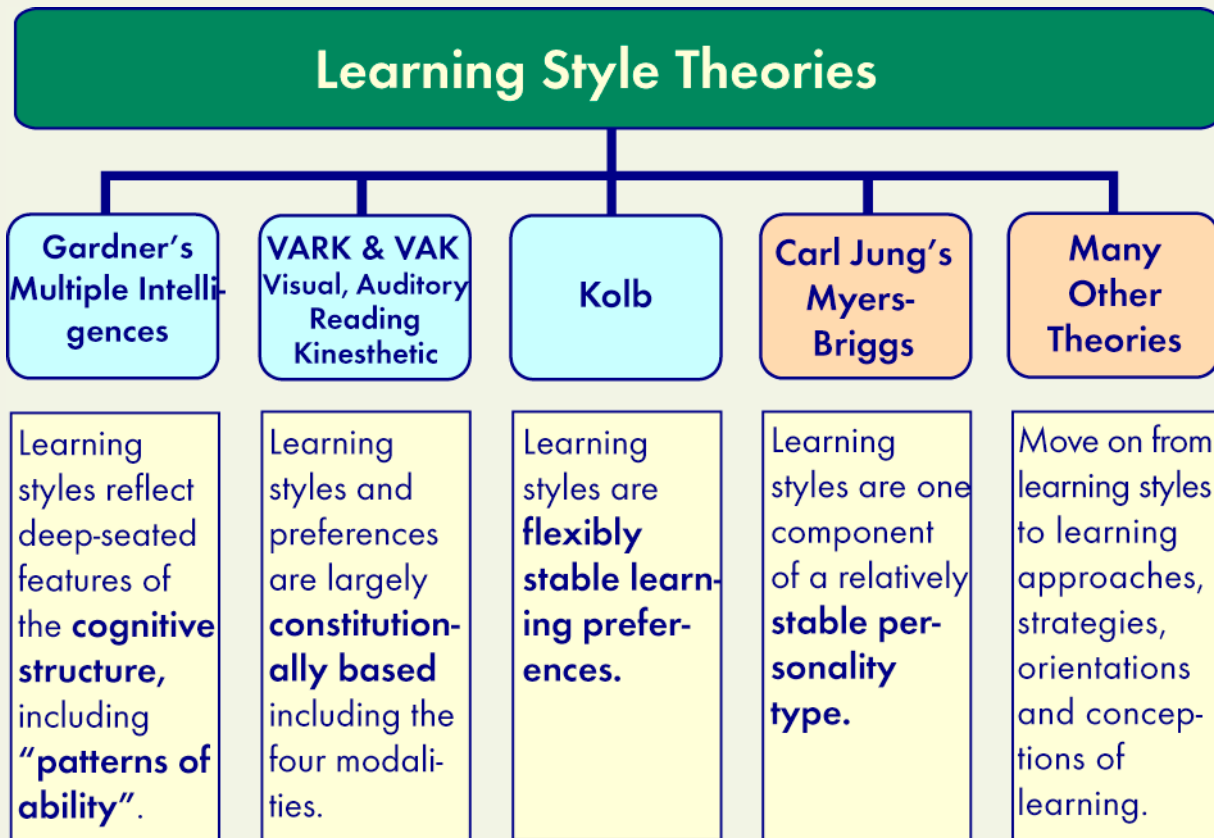 Learning Style Theories
Gardner's
Multiple Intelli-
gences
VARK & VAK
Visual, Auditory
Reading
Kinesthetic
Kolb
Carl Jung's
Myers-
Briggs
Many
Other
Theories
Learning
styles reflect
deep-seated
features of
the cognitive
structure,
including
“patterns of
ability”.
Learning
styles and
preferences
are largely
constitution-
ally based
including the
four modali-
ties.
Learning
styles are
flexibly
stable learn-
ing prefer-
ences.
Learning
styles are one
component
of a relatively
stable per-
sonality
type.
Move on from
learning styles
to learning
approaches,
strategies,
orientations
and concep-
tions of
learning.